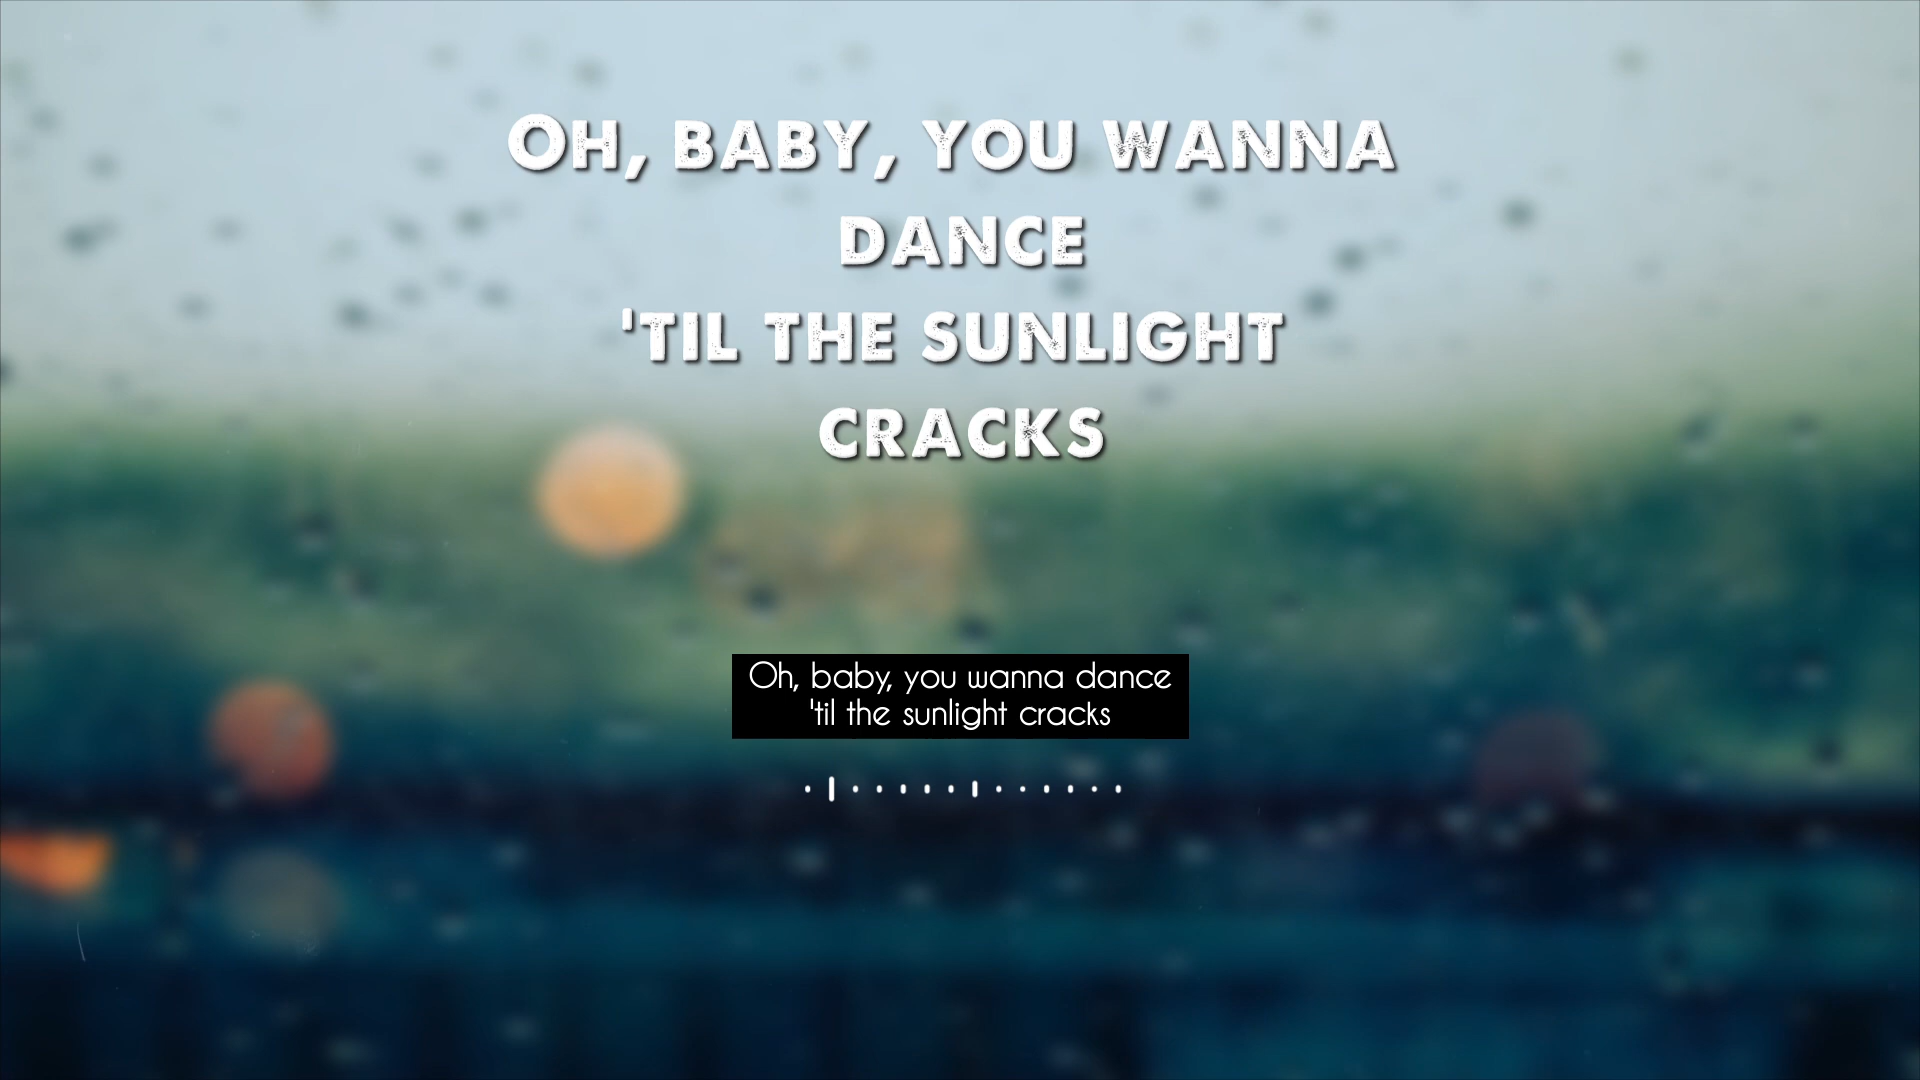 Oh, baby, you wanna
dance
'til the sunlight
cracks
Oh, baby, you wanna dance
'til the sunlight cracks